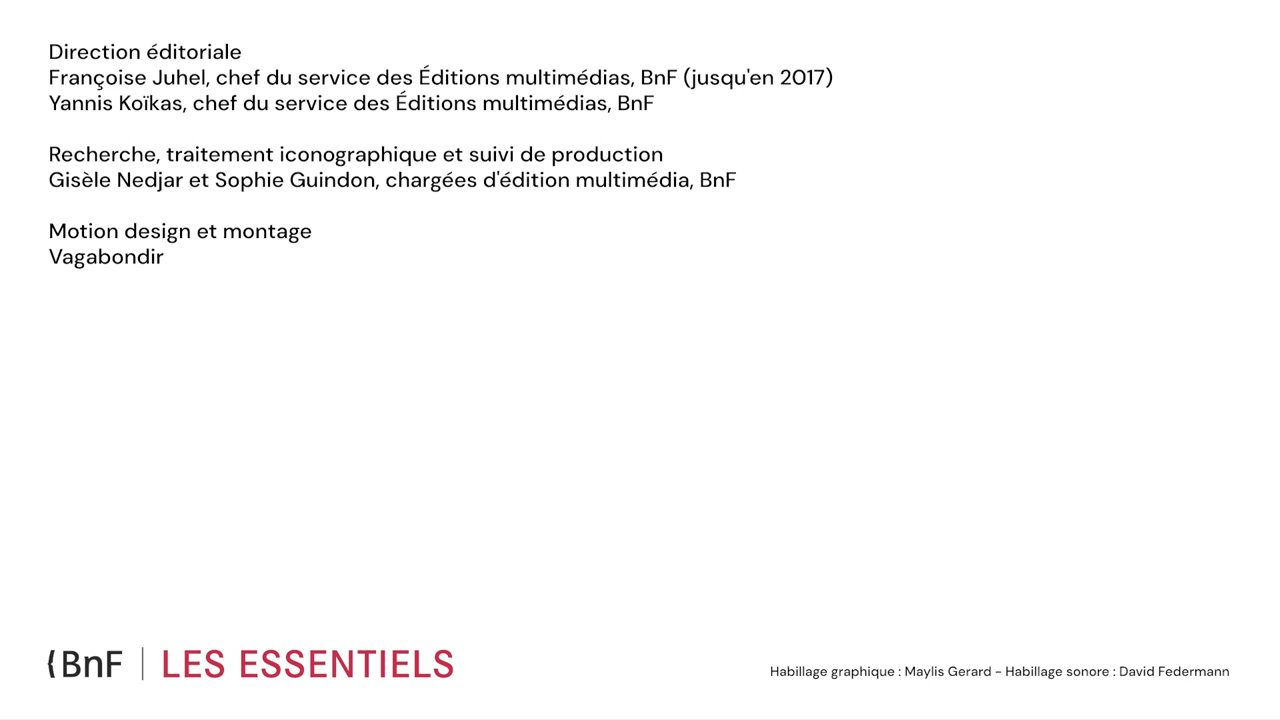 Direction éditoriale
Françoise Juhel, chef du service des Éditions multimédias, BnF (jusqu'en 2017)
Yannis Koïkas, chef du service des Éditions multimédias, BnF
Recherche, traitement iconographique et suivi de production
Gisèle Nedjar et Sophie Guindon, chargées d'édition multimédia, BnF
Motion design et montage
Vagabondir
BnF | LES ESSENTIELS
Habillage graphique : Maylis Gerard - Habillage sonore : David Federmann